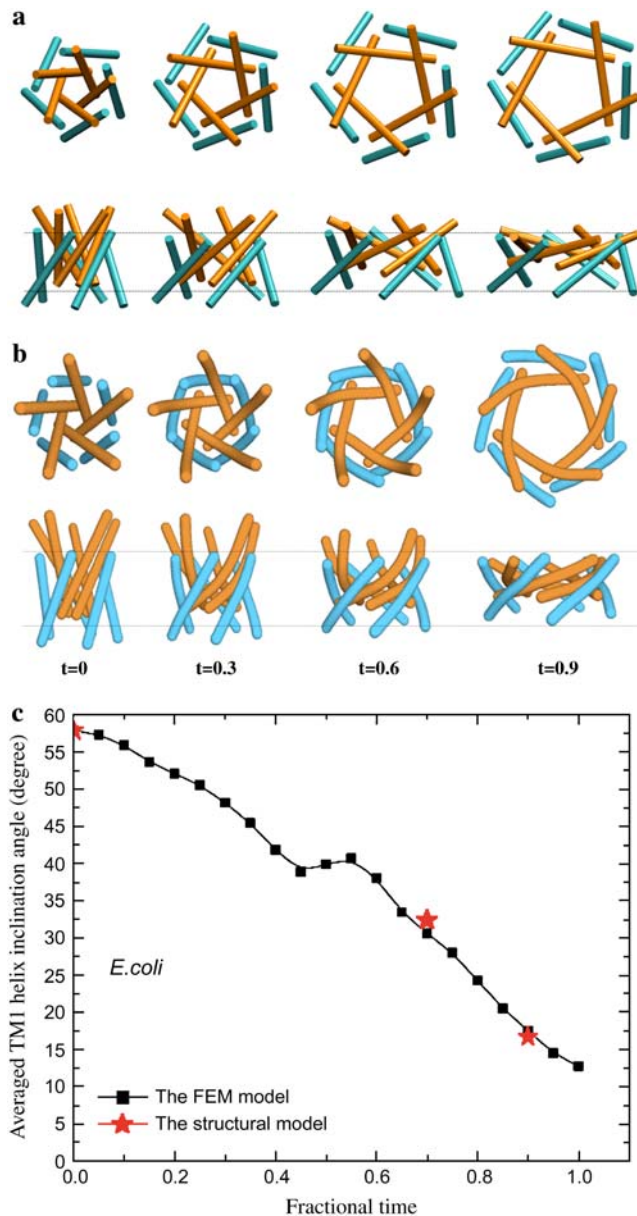 a
b
t=0 t=0.3 t=0.6 t=0.9
c
60
55
50
45
40
35
30
25
20
15
10
5
0
Averaged TM1 helix inclination angle (degree)
E.coli
The FEM model
The structural model
0.0 0.2 0.4 0.6 0.8 1.0
Fractional time